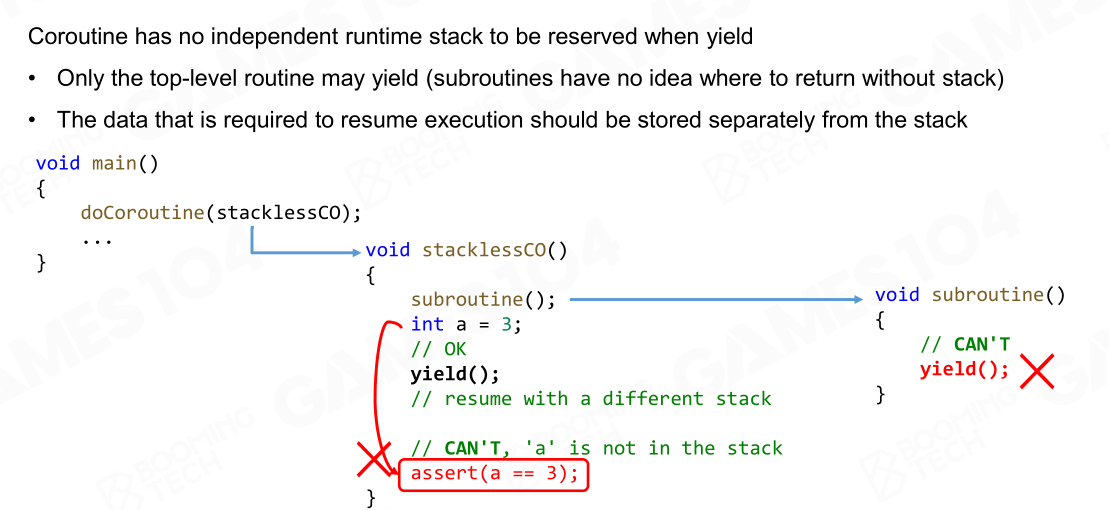 Coroutine has no independent runtime stack to be reserved when yield
• Only the top-level routine may yield (subroutines have no idea where to return without stack)
• The data that is required to resume execution should be stored separately from the stack
void main()
{
doCoroutine(stacklessCO);
...
}
void stacklessCO()
{
subroutine();
int a = 3;
// OK
yield();
// resume with a different stack
// CAN'T, 'a' is not in the stack
assert(a == 3);
}
void subroutine()
{
// CAN'T
yield();
}
GAMES104
BOOMING TECH